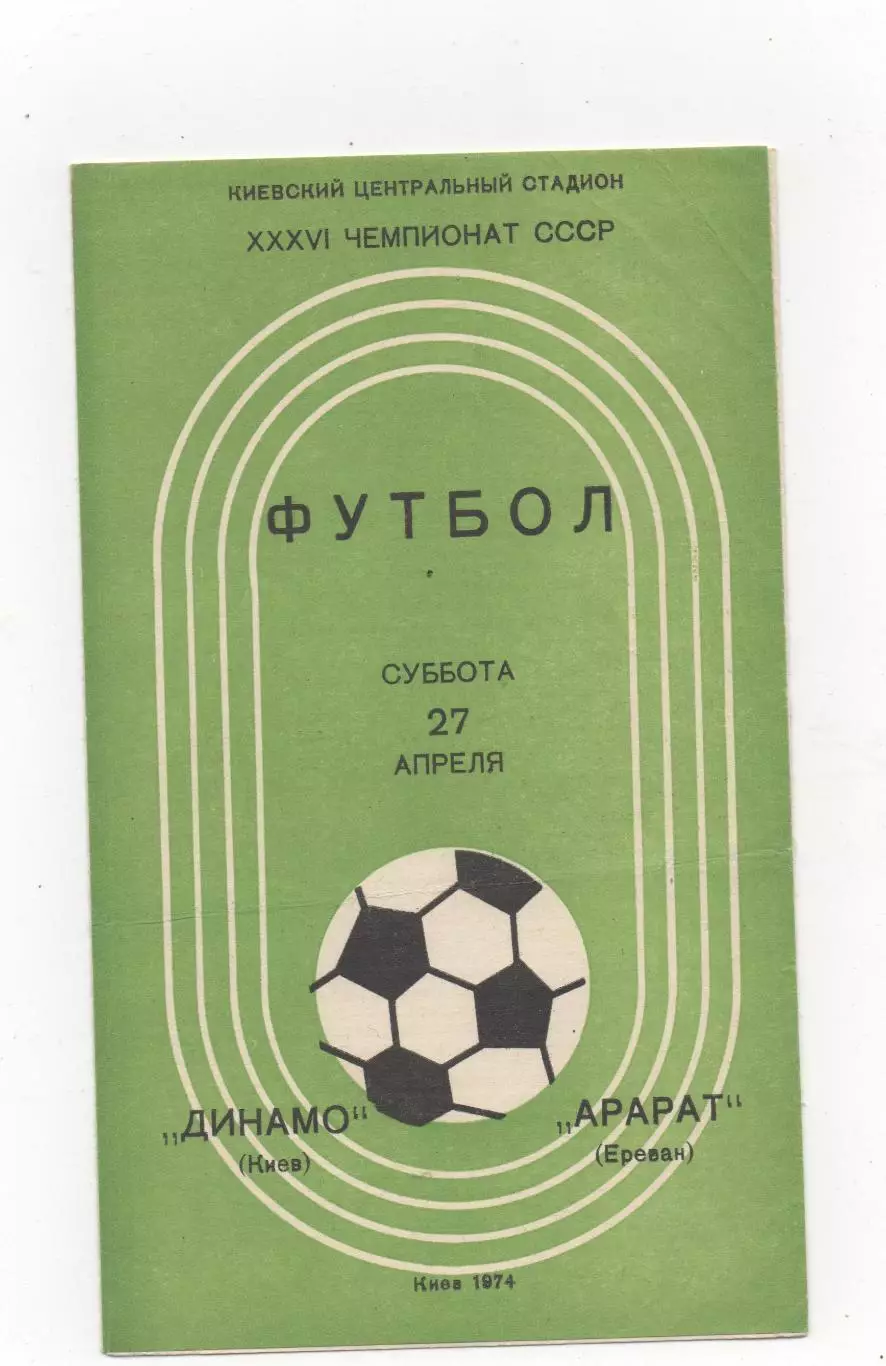 КИЕВСКИЙ ЦЕНТРАЛЬНЫЙ СТАДИОН
XXXVI ЧЕМПИОНАТ СССР
ФУТБОЛ
СУББОТА
27
АПРЕЛЯ
„ДИНАМО“
(Киев)
„АРАРАТ“
(Ереван)
Киев 1974